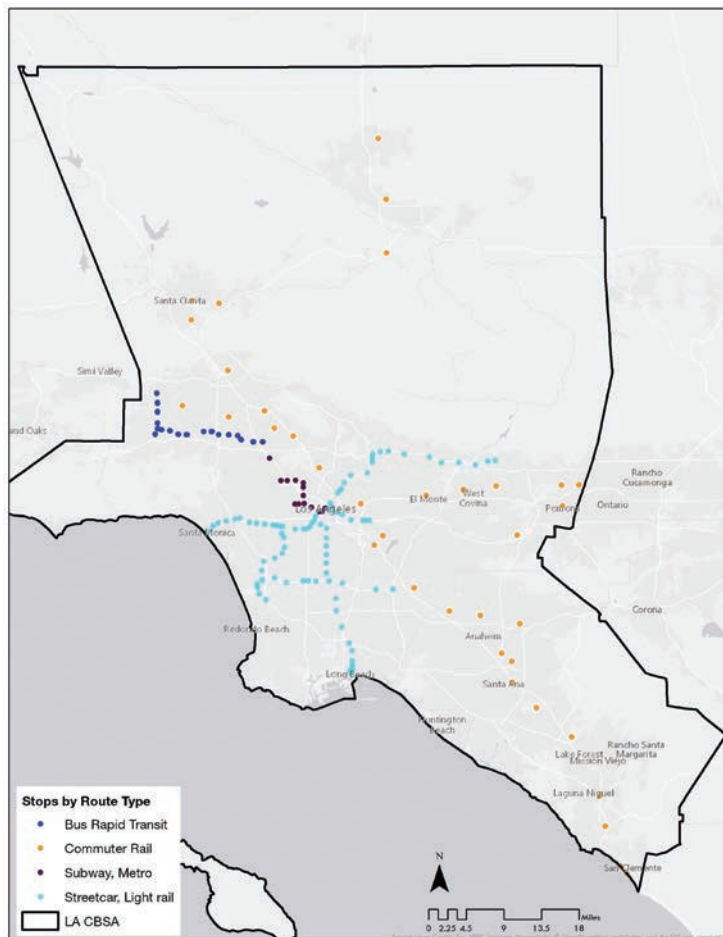 Santa Clarita
Simi Valley
and Oaks
Rancho
Cucamonga
El Monte
West
Covina
Pomona
Ontario
Los Angeles
Santa Monica
Corona
Redondo Beach
Anaheim
Long Beach
Santa Ana
Huntington
Beach
Rancho Santa
Margarita
Lake Forest
Mission Viejo
Laguna Niguel
San Clemente
Stops by Route Type
Bus Rapid Transit
Commuter Rail
Subway, Metro
Streetcar, Light rail
LA CBSA
N
Miles
0 2.25 4.5 9 13.5 18